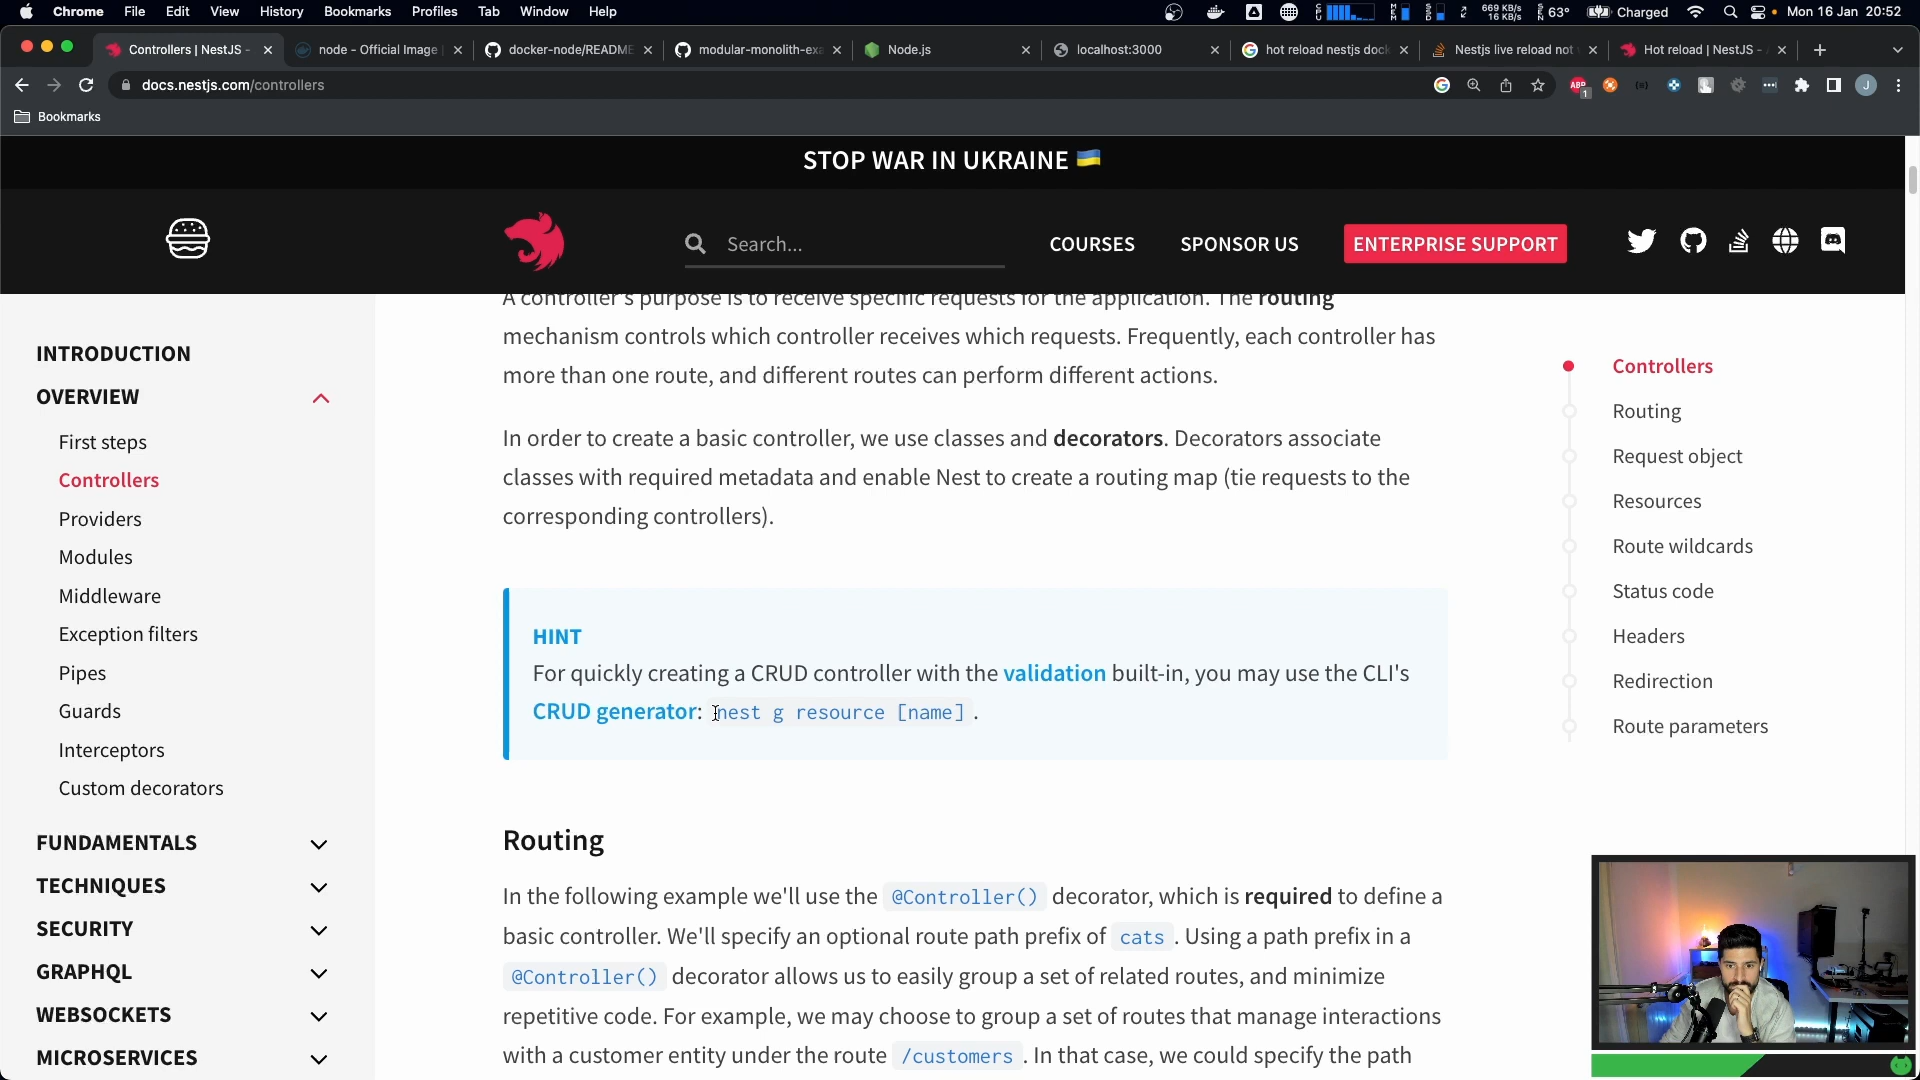 Chrome File Edit View History Bookmarks Profiles Tab Window Help
669 KB/s
16 KB/s
63° Charged Mon 16 Jan 20:52
Controllers | NestJS -
node - Official Image
docker-node/README
modular-monolith-exa
Node.js
localhost:3000
hot reload nestjs dock
Nestjs live reload not
Hot reload | NestJS -
docs.nestjs.com/controllers
ABP
1
J
Bookmarks
STOP WAR IN UKRAINE 🇺🇦
Search...
COURSES
SPONSOR US
ENTERPRISE SUPPORT
INTRODUCTION
OVERVIEW
First steps
Controllers
Providers
Modules
Middleware
Exception filters
Pipes
Guards
Interceptors
Custom decorators
FUNDAMENTALS
TECHNIQUES
SECURITY
GRAPHQL
WEBSOCKETS
MICROSERVICES
A controller's purpose is to receive specific requests for the application. The routing
mechanism controls which controller receives which requests. Frequently, each controller has
more than one route, and different routes can perform different actions.
In order to create a basic controller, we use classes and decorators. Decorators associate
classes with required metadata and enable Nest to create a routing map (tie requests to the
corresponding controllers).
HINT
For quickly creating a CRUD controller with the validation built-in, you may use the CLI's
CRUD generator: nest g resource [name] .
Routing
In the following example we'll use the @Controller() decorator, which is required to define a
basic controller. We'll specify an optional route path prefix of cats . Using a path prefix in a
@Controller() decorator allows us to easily group a set of related routes, and minimize
repetitive code. For example, we may choose to group a set of routes that manage interactions
with a customer entity under the route /customers . In that case, we could specify the path
Controllers
Routing
Request object
Resources
Route wildcards
Status code
Headers
Redirection
Route parameters